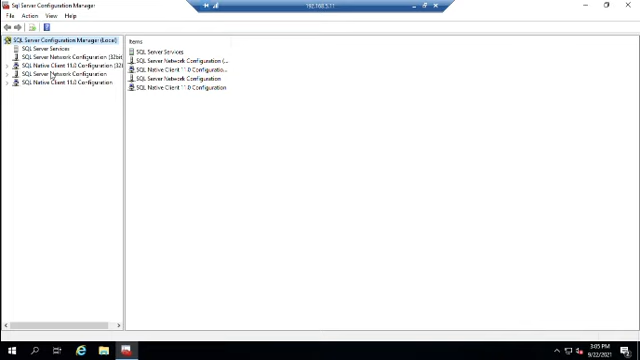 Sql Server Configuration Manager
192.168.5.11
File Action View Help
SQL Server Configuration Manager (Local)
SQL Server Services
SQL Server Network Configuration (32bit
SQL Native Client 11.0 Configuration (32
SQL Server Network Configuration
SQL Native Client 11.0 Configuration
Items
SQL Server Services
SQL Server Network Configuration (...
SQL Native Client 11.0 Configuratio...
SQL Server Network Configuration
SQL Native Client 11.0 Configuration
3:05 PM
9/22/2021